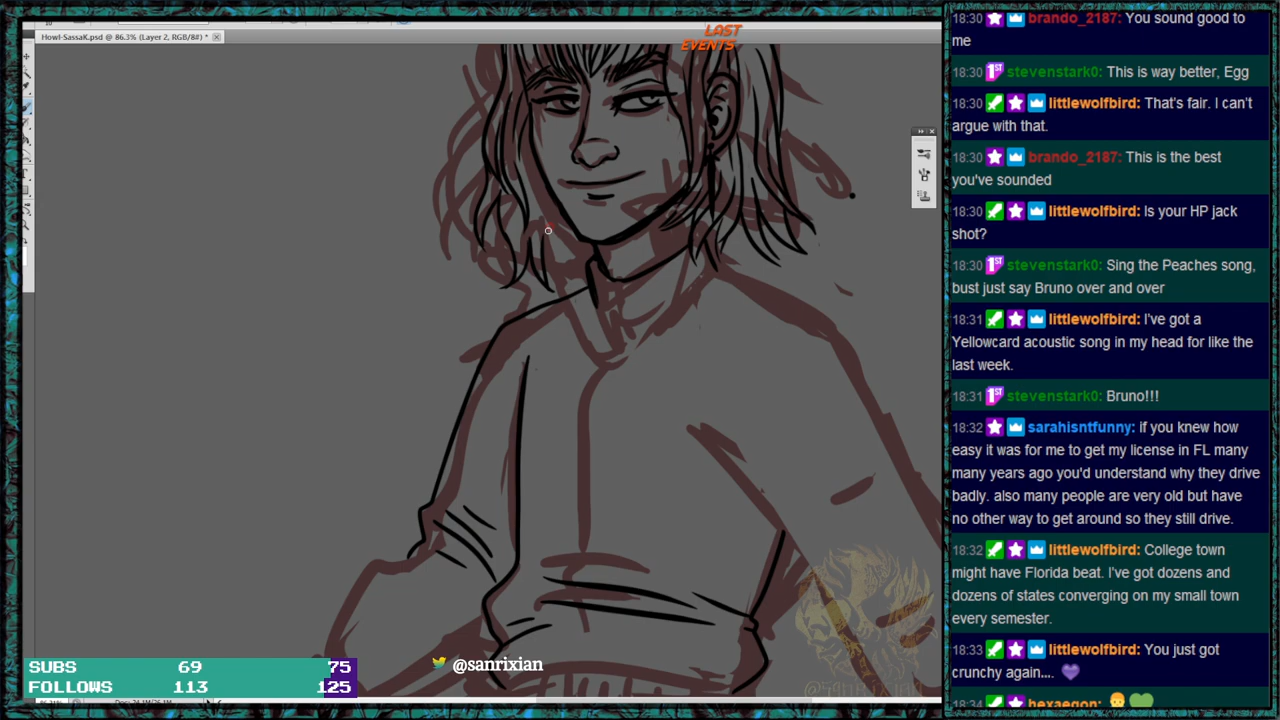 Howl-SassaK.psd @ 86.3% (Layer 2, RGB/8#) *
LAST
EVENTS
18:30 brando_2187: You sound good to
me
18:30 stevenstark0: This is way better, Egg
18:30 littlewolfbird: That's fair. I can't
argue with that.
18:30 brando_2187: This is the best
you've sounded
18:30 littlewolfbird: Is your HP jack
shot?
18:30 stevenstark0: Sing the Peaches song,
bust just say Bruno over and over
18:31 littlewolfbird: I've got a
Yellowcard acoustic song in my head for like the
last week.
18:31 stevenstark0: Bruno!!!
18:32 sarahisntfunny: if you knew how
easy it was for me to get my license in FL many
many years ago you'd understand why they drive
badly. also many people are very old but have
no other way to get around so they still drive.
18:32 littlewolfbird: College town
might have Florida beat. I've got dozens and
dozens of states converging on my small town
every semester.
18:33 littlewolfbird: You just got
crunchy again....
18:34 hexaegon:
SUBS 69 75
FOLLOWS 113 125
@sanrixian